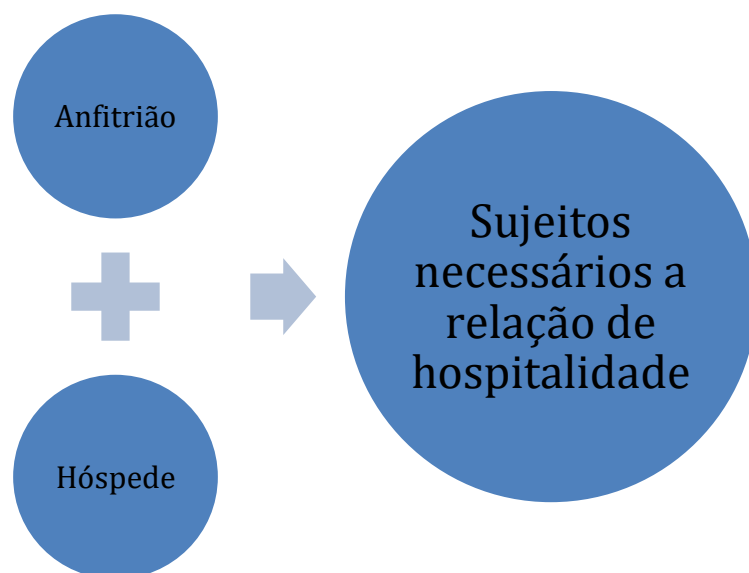 Anfitrião
Hóspede
Sujeitos
necessários a
relação de
hospitalidade